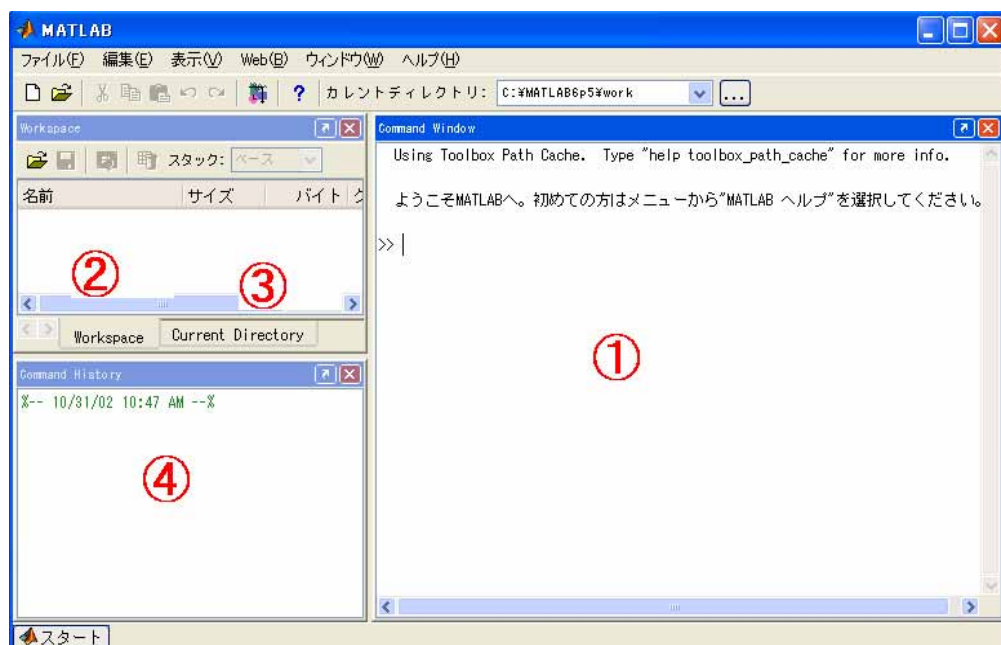 MATLAB
ファイル(F) 編集(E) 表示(V) Web(B) ウィンドウ(W) ヘルプ(H)
? カレントディレクトリ: C:¥MATLAB6p5¥work ...
Workspace
スタック: ベース
名前 サイズ バイト ク
②
③
Workspace Current Directory
Command History
%-- 10/31/02 10:47 AM --%
④
Command Window
Using Toolbox Path Cache. Type "help toolbox_path_cache" for more info.
ようこそMATLABへ。初めての方はメニューから"MATLAB ヘルプ"を選択してください。
>>
①
スタート